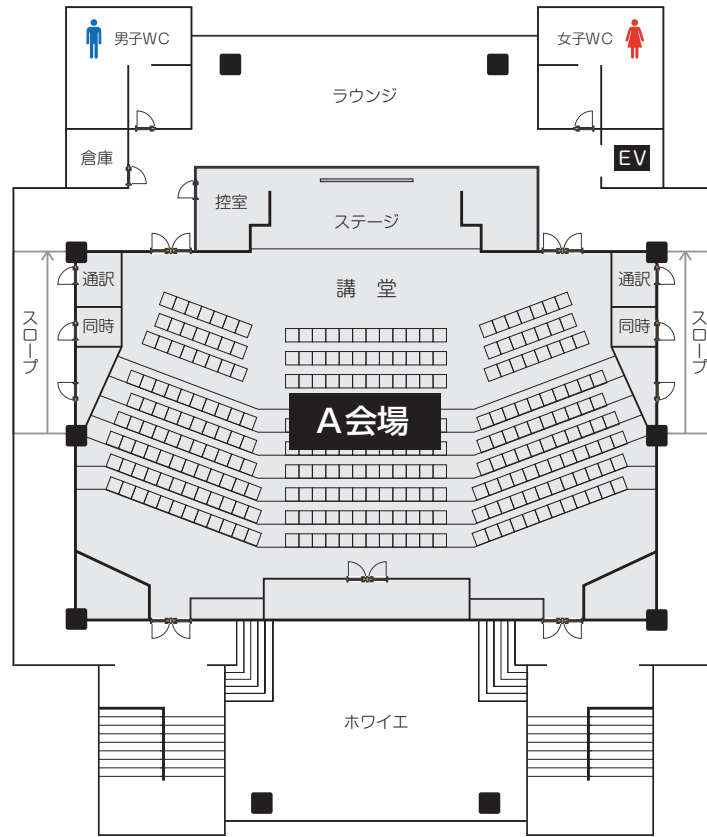 男子WC
女子WC
ラウンジ
倉庫
EV
控室
ステージ
通訳
講 堂
通訳
スロープ
同時
同時
スロープ
A会場
ホワイエ